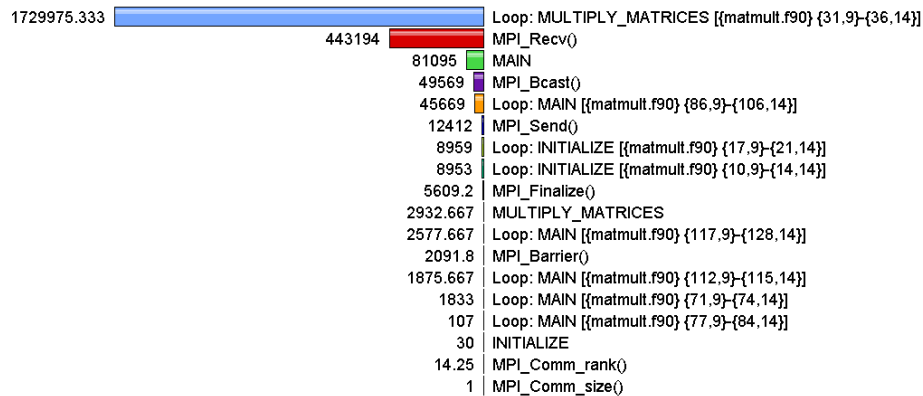 1729975.333 Loop: MULTIPLY_MATRICES [{matmult.f90} {31,9}-{36,14}]
443194 MPI_Recv()
81095 MAIN
49569 MPI_Bcast()
45669 Loop: MAIN [{matmult.f90} {86,9}-{106,14}]
12412 MPI_Send()
8959 Loop: INITIALIZE [{matmult.f90} {17,9}-{21,14}]
8953 Loop: INITIALIZE [{matmult.f90} {10,9}-{14,14}]
5609.2 MPI_Finalize()
2932.667 MULTIPLY_MATRICES
2577.667 Loop: MAIN [{matmult.f90} {117,9}-{128,14}]
2091.8 MPI_Barrier()
1875.667 Loop: MAIN [{matmult.f90} {112,9}-{115,14}]
1833 Loop: MAIN [{matmult.f90} {71,9}-{74,14}]
107 Loop: MAIN [{matmult.f90} {77,9}-{84,14}]
30 INITIALIZE
14.25 MPI_Comm_rank()
1 MPI_Comm_size()